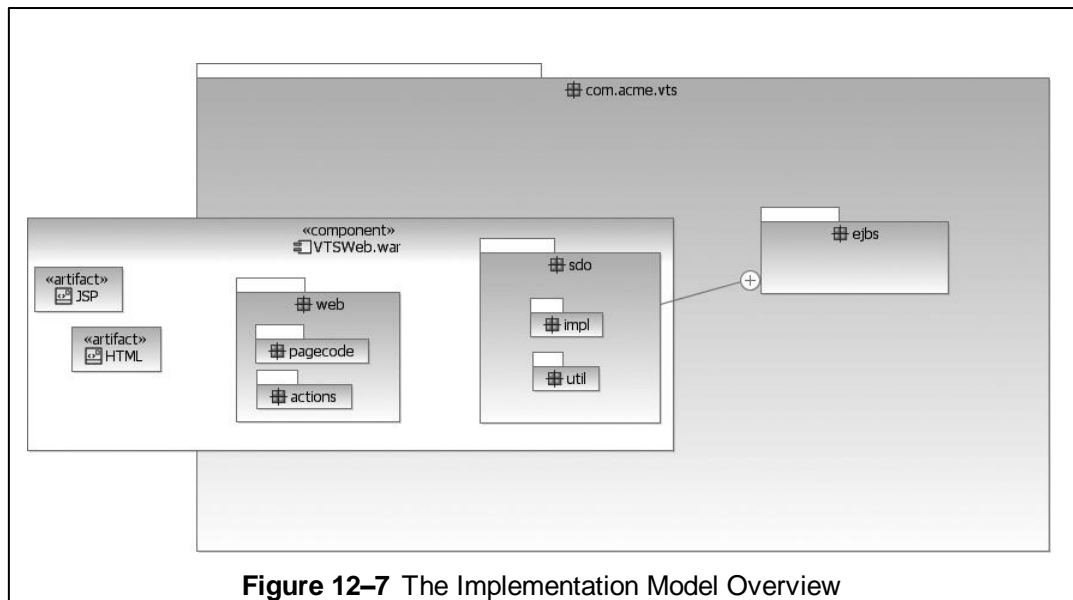 com.acme.vts
«component»
VTSWeb.war
«artifact»
JSP
«artifact»
HTML
web
pagecode
actions
sdo
impl
util
ejbs
Figure 12–7 The Implementation Model Overview